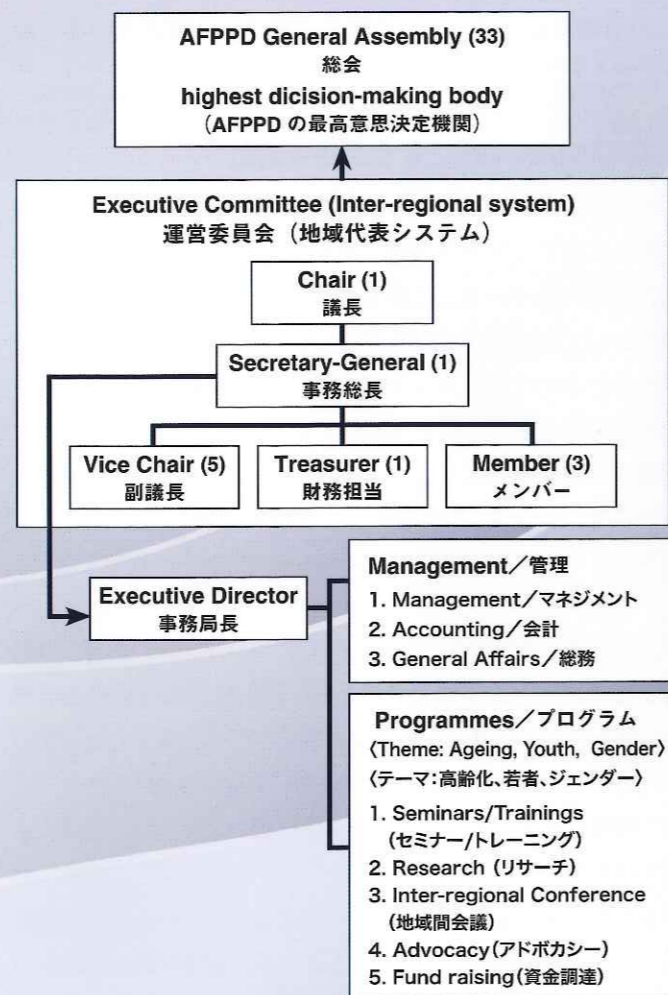 AFPPD General Assembly (33)
総会
highest dicision-making body
(AFPPD の最高意思決定機関)
Executive Committee (Inter-regional system)
運営委員会（地域代表システム）
Chair (1)
議長
Secretary-General (1)
事務総長
Vice Chair (5)
副議長
Treasurer (1)
財務担当
Member (3)
メンバー
Executive Director
事務局長
Management／管理
1. Management／マネジメント
2. Accounting／会計
3. General Affairs／総務
Programmes／プログラム
〈Theme: Ageing, Youth, Gender〉
〈テーマ：高齢化、若者、ジェンダー〉
1. Seminars/Trainings
(セミナー/トレーニング)
2. Research (リサーチ)
3. Inter-regional Conference
(地域間会議)
4. Advocacy(アドボカシー)
5. Fund raising(資金調達)